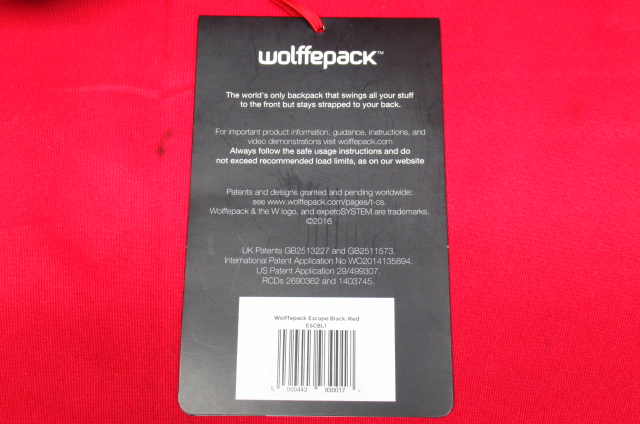 wolffepack™
The world's only backpack that swings all your stuff
to the front but stays strapped to your back.
For important product information, guidance, instructions, and
video demonstrations visit wolffepack.com
Always follow the safe usage instructions and do
not exceed recommended load limits, as on our website
Patents and designs granted and pending worldwide:
see www.wolffepack.com/pages/t-cs.
Wolffepack & the W logo, and expetoSYSTEM are trademarks.
©2016
UK Patents GB2513227 and GB2511573.
International Patent Application No WO2014135894.
US Patent Application 29/499307.
RCDs 2690362 and 1403745.
Wolffepack Escape Black-Red
ESCBL1
5 060443 930017 >